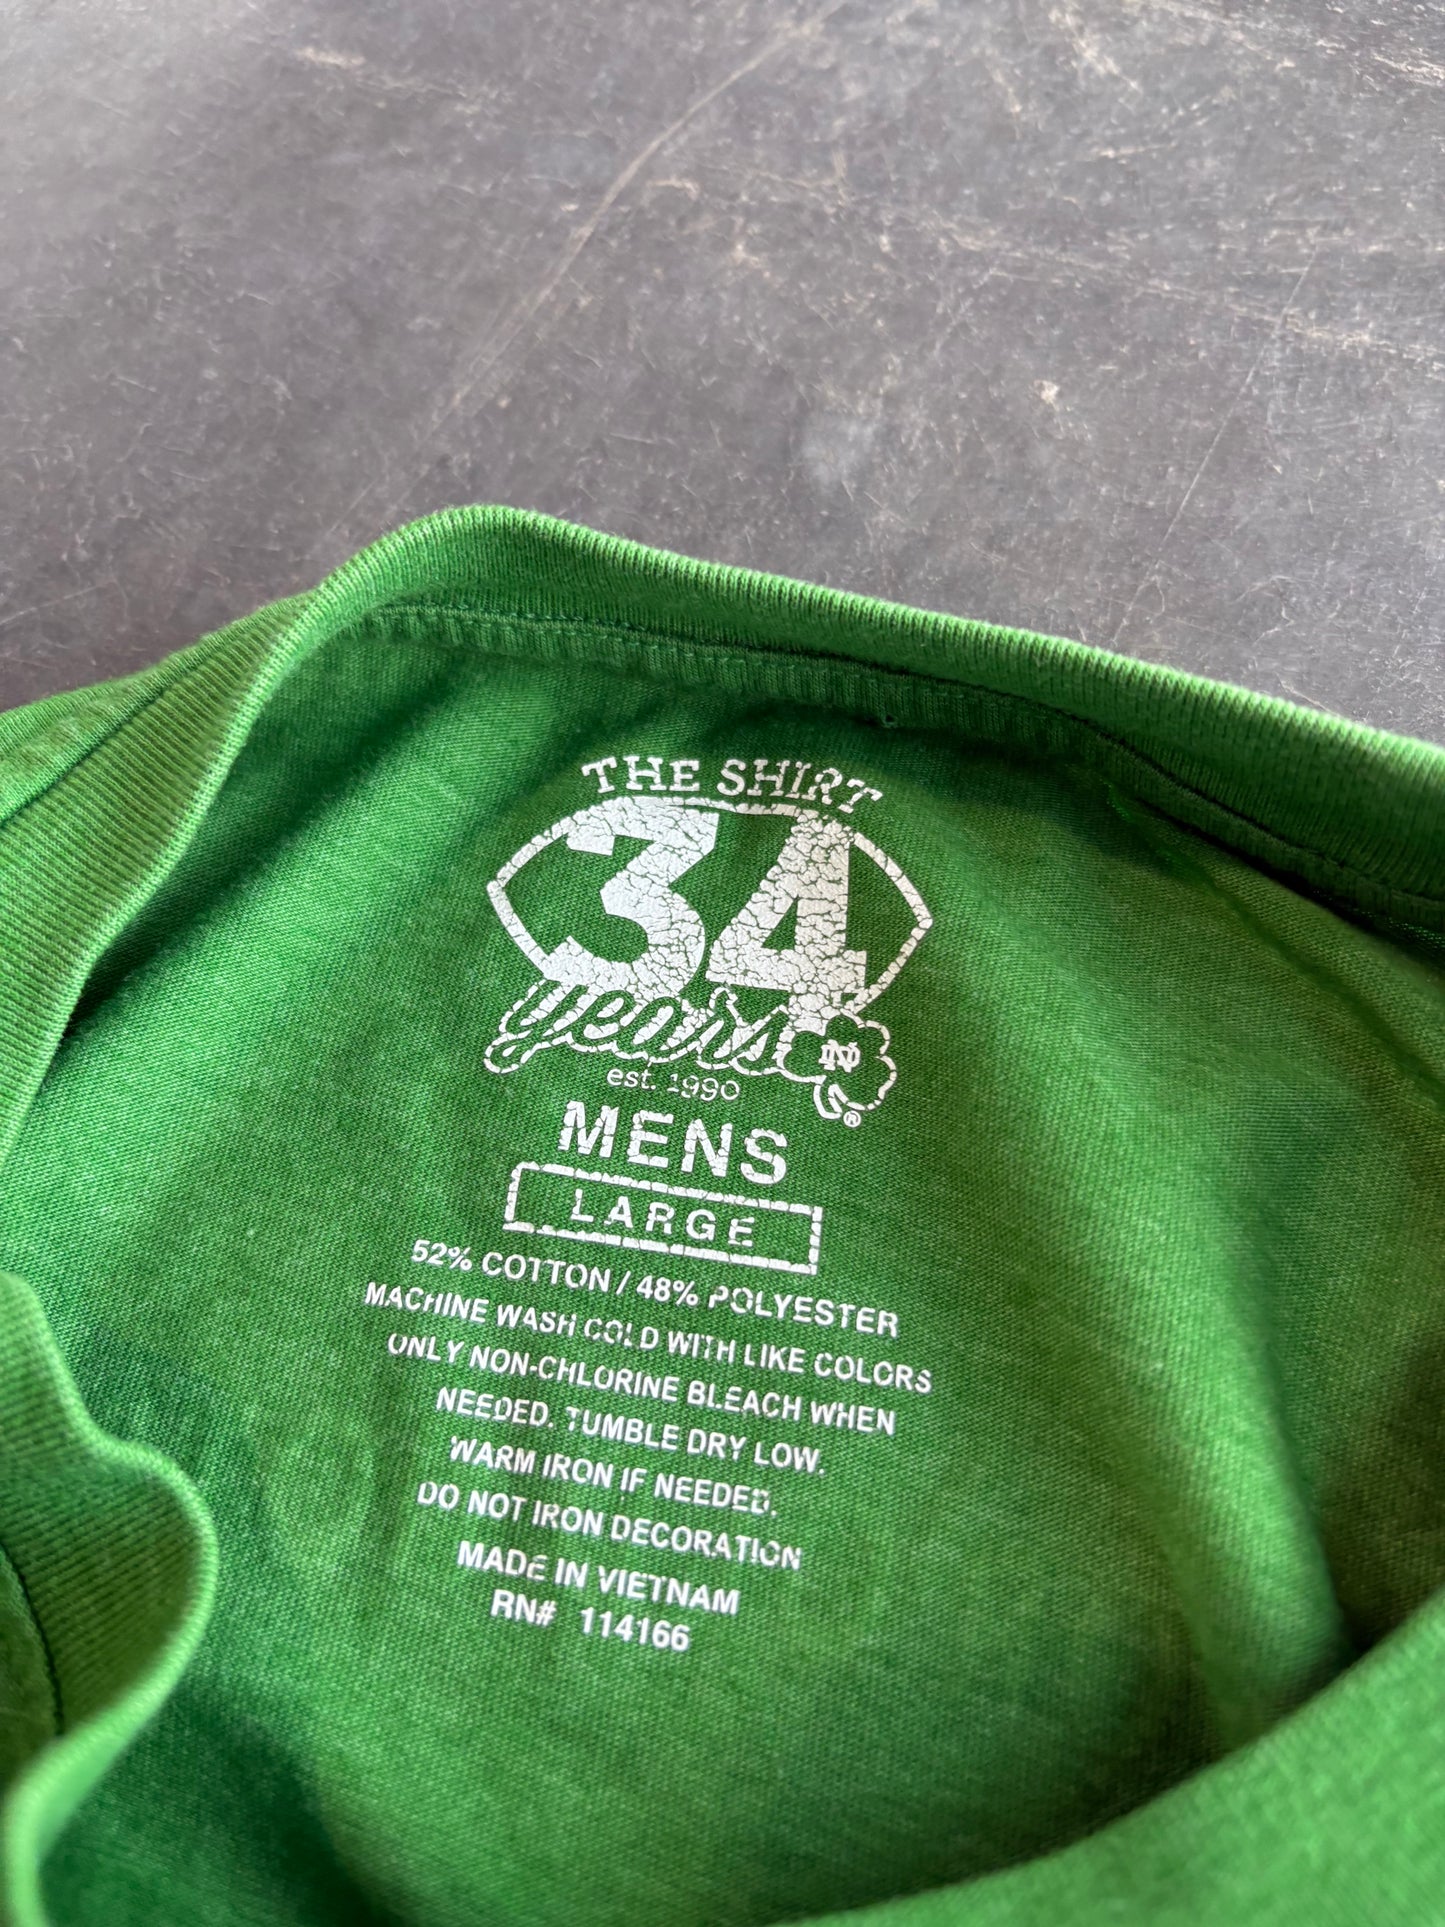 THE SHIRT
34
years
ND
est. 1990
®
MENS
LARGE
52% COTTON / 48% POLYESTER
MACHINE WASH COLD WITH LIKE COLORS
ONLY NON-CHLORINE BLEACH WHEN
NEEDED. TUMBLE DRY LOW.
WARM IRON IF NEEDED.
DO NOT IRON DECORATION
MADE IN VIETNAM
RN# 114166